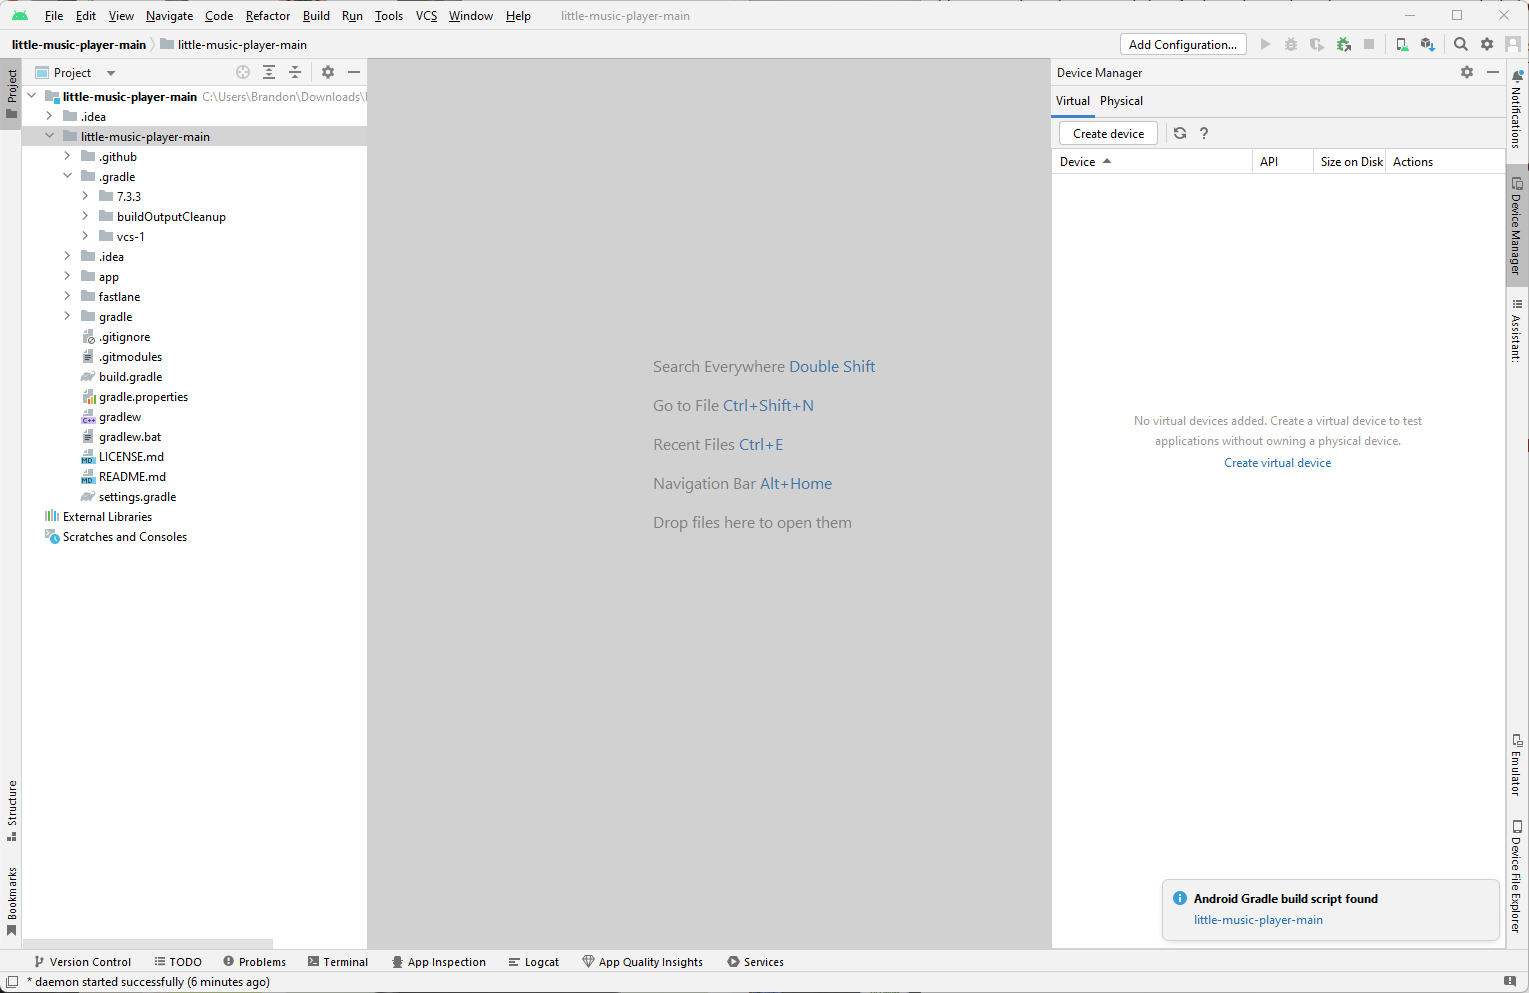 File Edit View Navigate Code Refactor Build Run Tools VCS Window Help little-music-player-main
little-music-player-main little-music-player-main Add Configuration...
Project
Project
little-music-player-main C:\Users\Brandon\Downloads\
.idea
little-music-player-main
.github
.gradle
7.3.3
buildOutputCleanup
vcs-1
.idea
app
fastlane
gradle
.gitignore
.gitmodules
build.gradle
gradle.properties
gradlew
gradlew.bat
LICENSE.md
README.md
settings.gradle
External Libraries
Scratches and Consoles
Structure
Bookmarks
Search Everywhere Double Shift
Go to File Ctrl+Shift+N
Recent Files Ctrl+E
Navigation Bar Alt+Home
Drop files here to open them
Device Manager
Virtual Physical
Create device ?
Device API Size on Disk Actions
No virtual devices added. Create a virtual device to test
applications without owning a physical device.
Create virtual device
Notifications
Device Manager
Assistant:
Emulator
Device File Explorer
Android Gradle build script found
little-music-player-main
Version Control TODO Problems Terminal App Inspection Logcat App Quality Insights Services
* daemon started successfully (6 minutes ago)